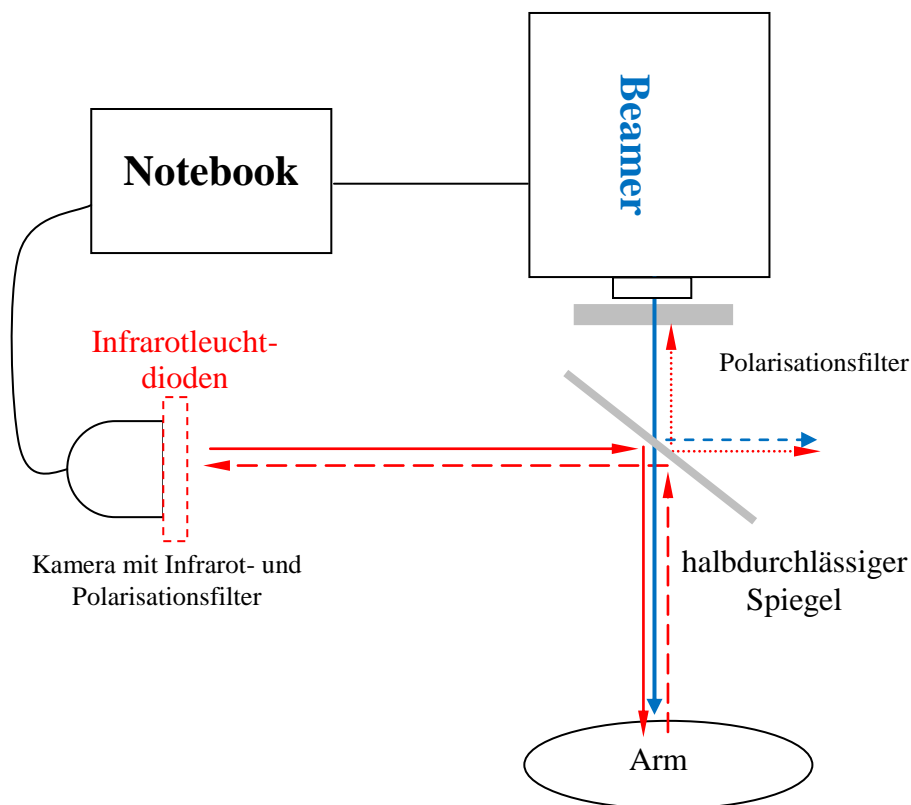 Beamer
Notebook
Infrarotleucht-
dioden
Polarisationsfilter
Kamera mit Infrarot- und
Polarisationsfilter
halbdurchlässiger
Spiegel
Arm